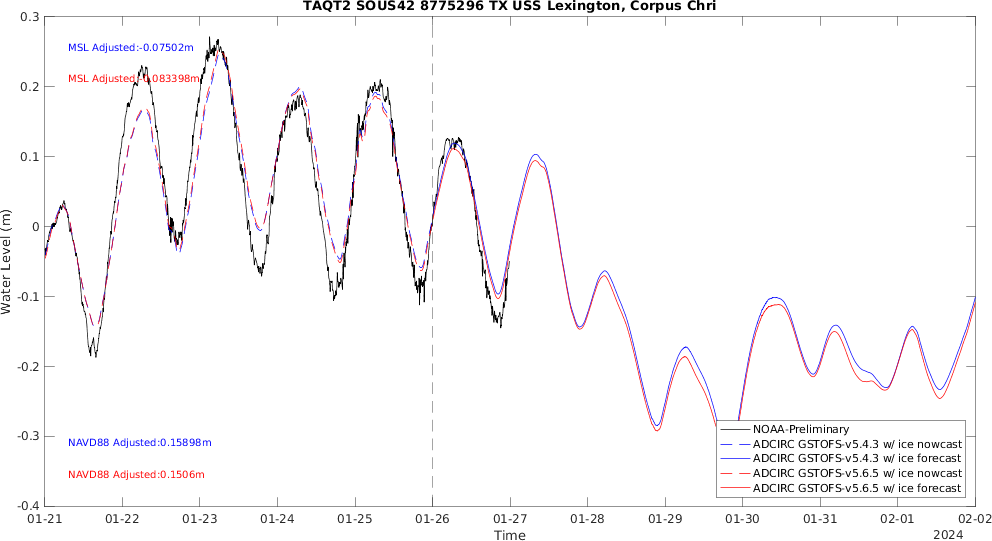 TAQT2 SOUS42 8775296 TX USS Lexington, Corpus Chri
MSL Adjusted:-0.07502m
MSL Adjusted:-0.083398m
NAVD88 Adjusted:0.15898m
NAVD88 Adjusted:0.1506m
Water Level (m)
0.3
0.2
0.1
0
-0.1
-0.2
-0.3
-0.4
NOAA-Preliminary
ADCIRC GSTOFS-v5.4.3 w/ ice nowcast
ADCIRC GSTOFS-v5.4.3 w/ ice forecast
ADCIRC GSTOFS-v5.6.5 w/ ice nowcast
ADCIRC GSTOFS-v5.6.5 w/ ice forecast
01-21 01-22 01-23 01-24 01-25 01-26 01-27 01-28 01-29 01-30 01-31 02-01 02-02
Time
2024